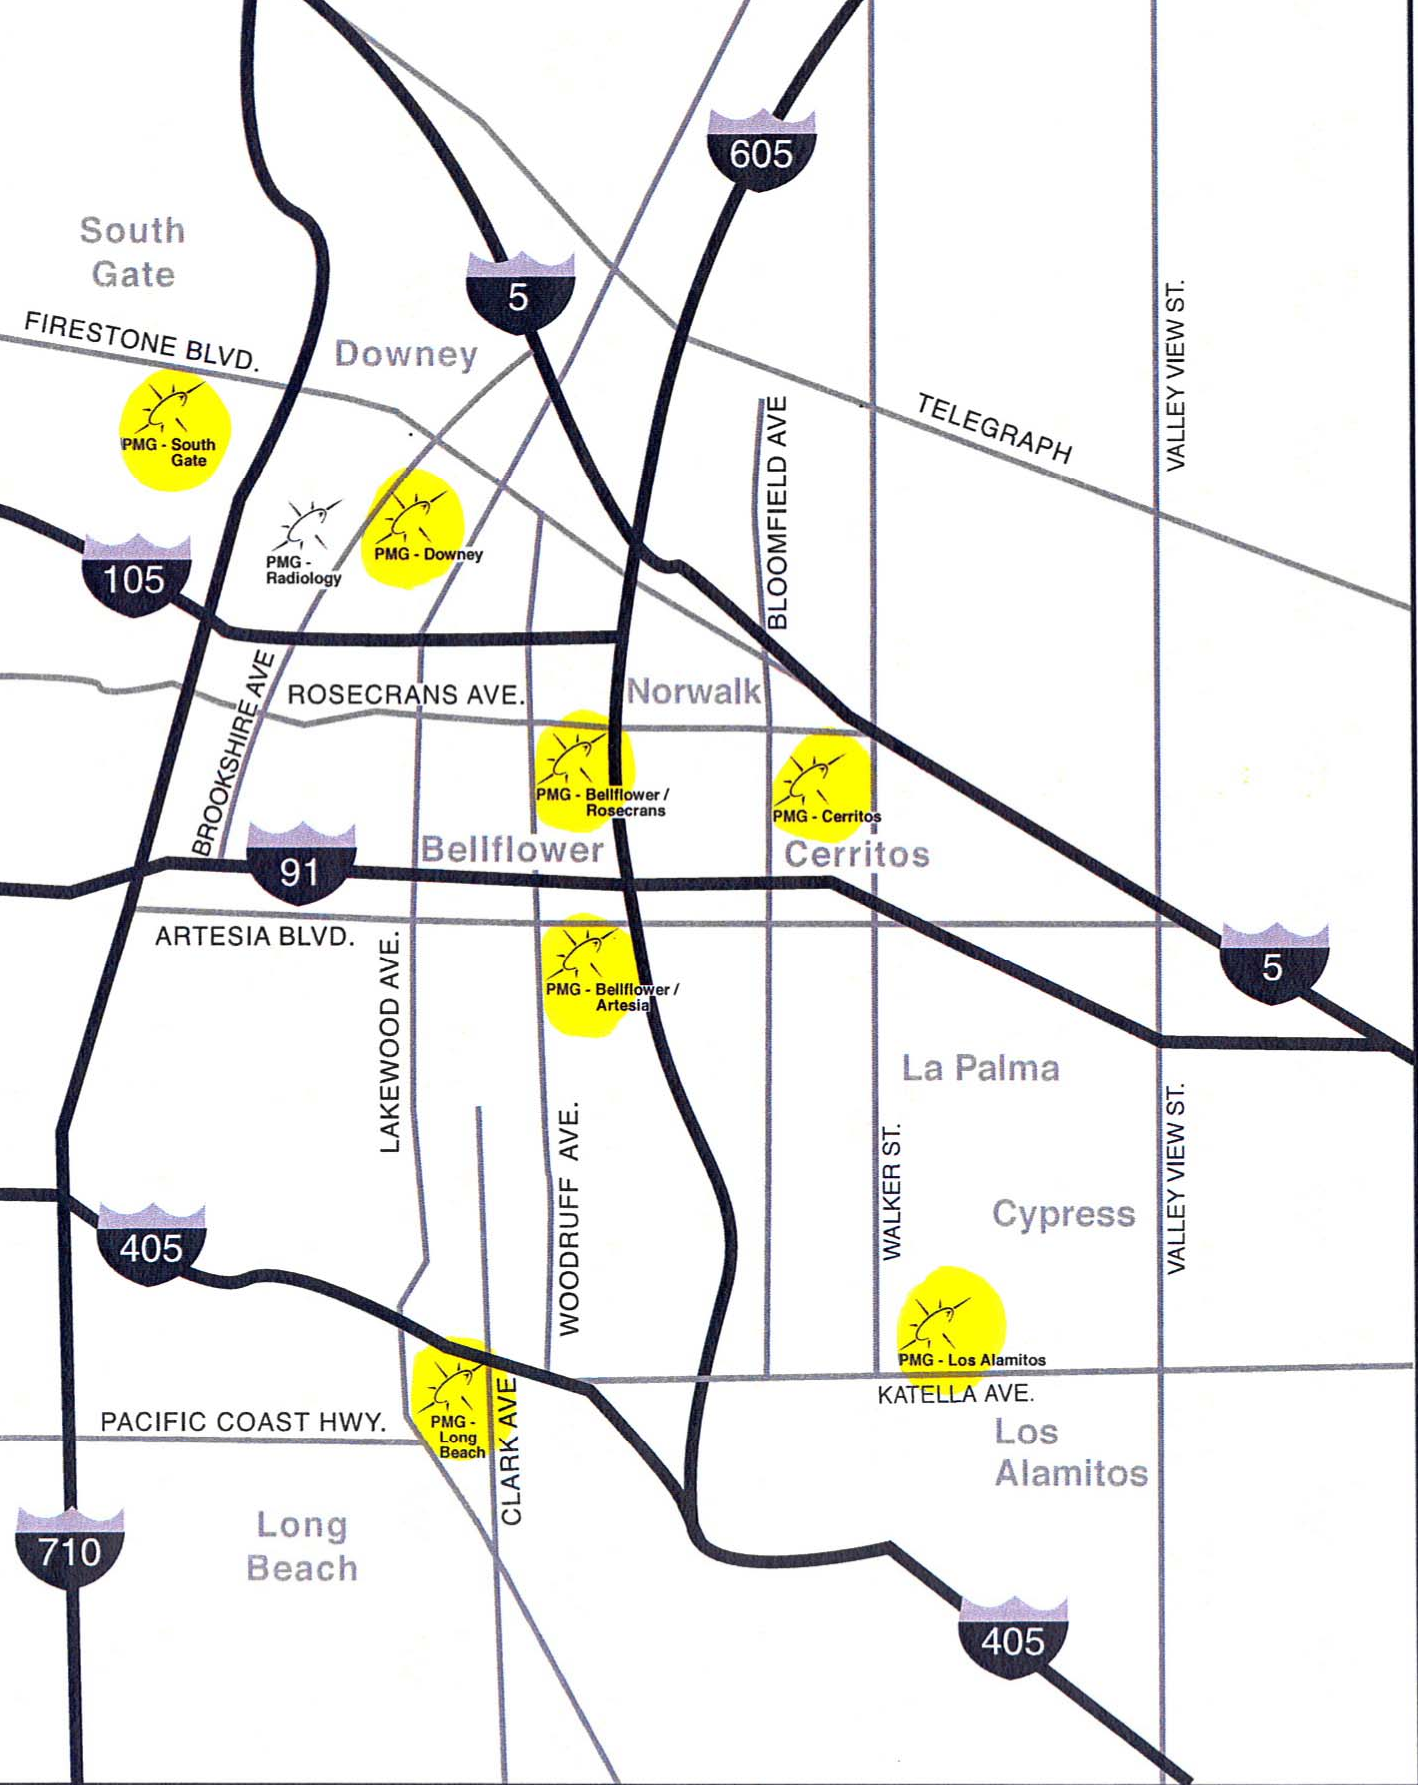 605
South
Gate
5
FIRESTONE BLVD.
Downey
VALLEY VIEW ST.
TELEGRAPH
BLOOMFIELD AVE
PMG - South
Gate
PMG -
Radiology
PMG - Downey
105
BROOKSHIRE AVE
ROSECRANS AVE.
Norwalk
PMG - Bellflower /
Rosecrans
PMG - Cerritos
91
Bellflower
Cerritos
ARTESIA BLVD.
LAKEWOOD AVE.
PMG - Bellflower /
Artesia
5
La Palma
WOODRUFF AVE.
WALKER ST.
VALLEY VIEW ST.
Cypress
405
PMG - Los Alamitos
KATELLA AVE.
PACIFIC COAST HWY.
PMG -
Long
Beach
CLARK AVE
Los
Alamitos
Long
Beach
710
405